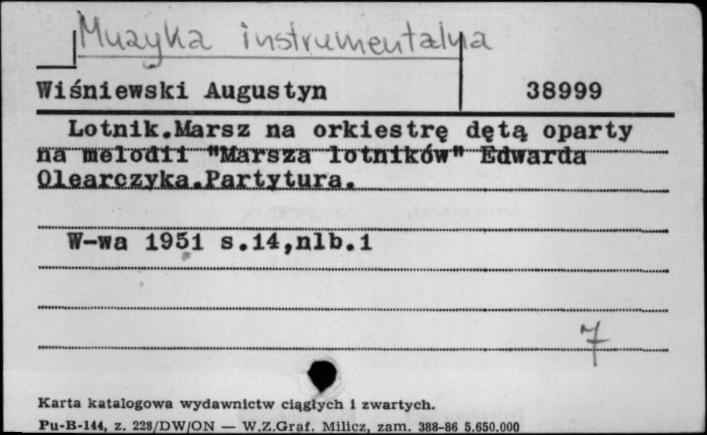 Muzyka instrumentalna
Wiśniewski Augustyn 38999
Lotnik.Marsz na orkiestrę dętą oparty
na melodii "Marsza lotników" Edwarda
Olearczyka.Partytura.
W-wa 1951 s.14,nlb.1
7
Karta katalogowa wydawnictw ciągłych i zwartych.
Pu-B-144, z. 228/DW/ON — W.Z.Graf. Milicz, zam. 388-86 5.650.000